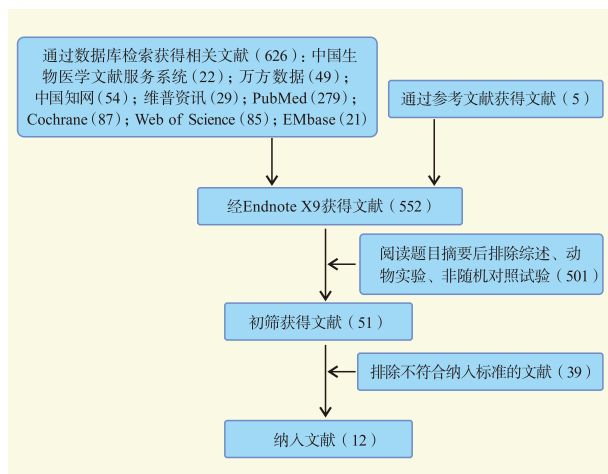 通过数据库检索获得相关文献（626）：中国生
物医学文献服务系统（22）；万方数据（49）；
中国知网（54）；维普资讯（29）；PubMed（279）；
Cochrane（87）；Web of Science（85）；EMbase（21）
通过参考文献获得文献（5）
经Endnote X9获得文献（552）
阅读题目摘要后排除综述、动
物实验、非随机对照试验（501）
初筛获得文献（51）
排除不符合纳入标准的文献（39）
纳入文献（12）